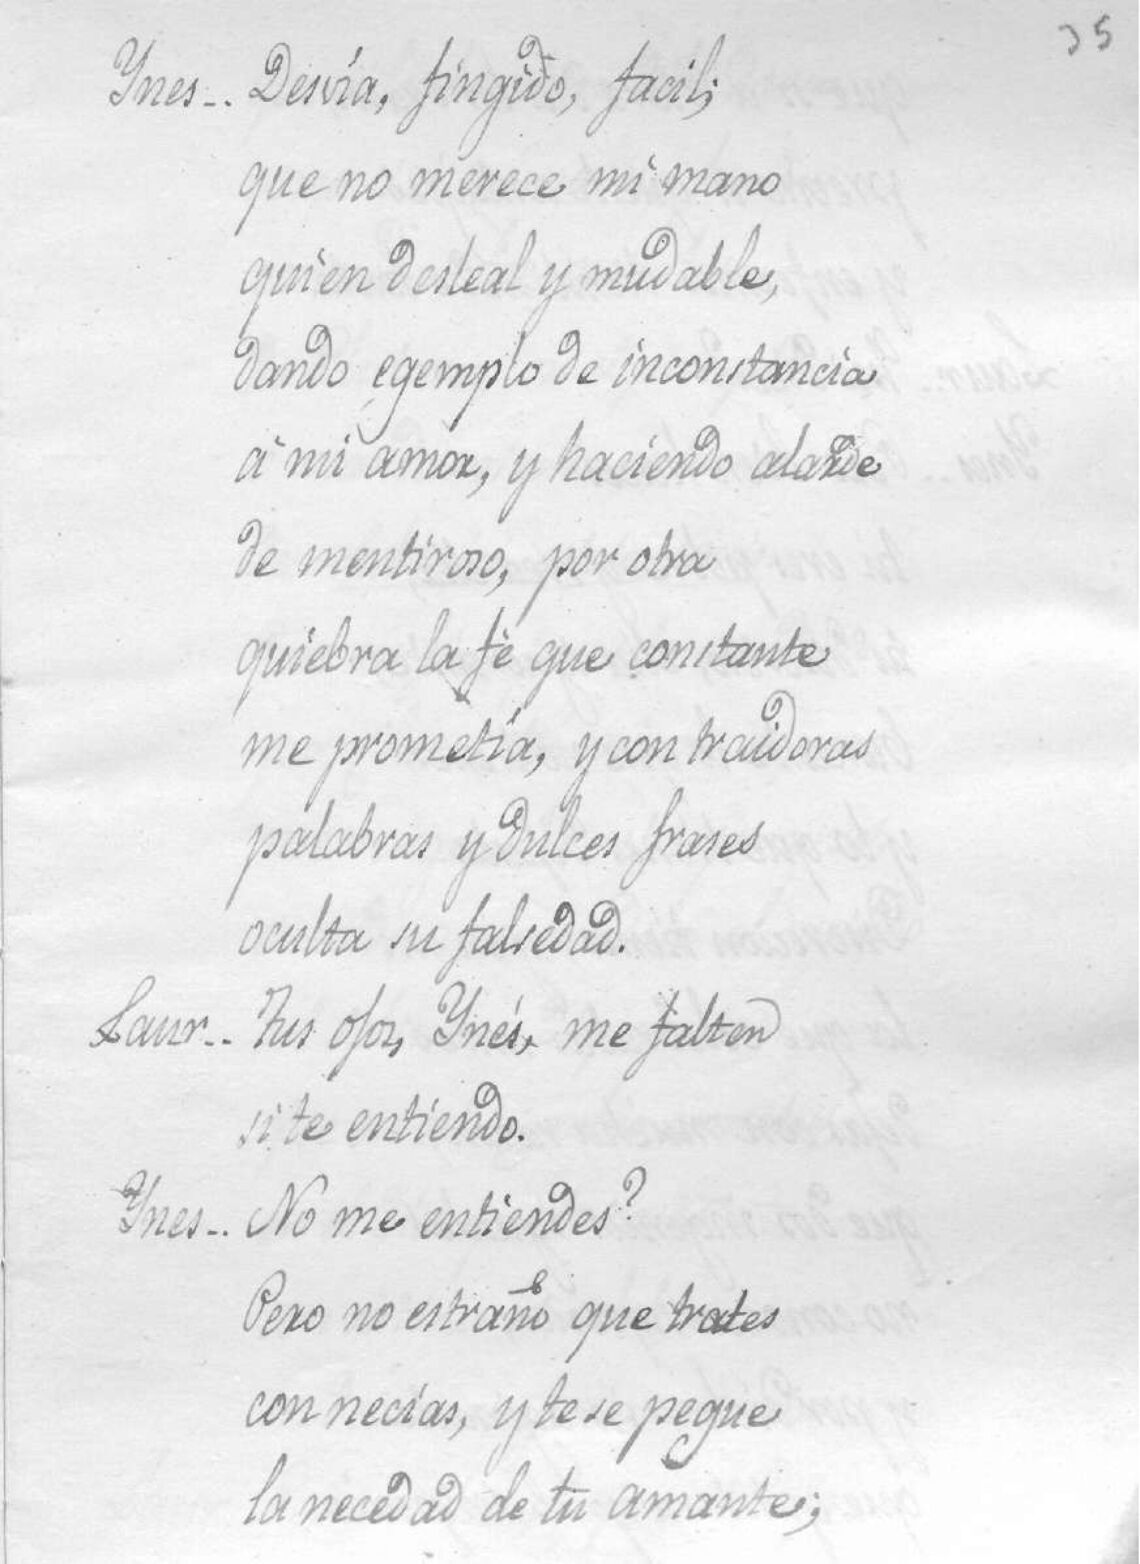 35
Ynes-.. Desvía, fingido, facil;
que no merece mi mano
quien desleal y mudable,
dando egemplo de inconstancia
á mi amor, y haciendo alarde
de mentiroso, por otra
quiebra la fé que constante
me prometía, y con traidoras
palabras y dulces frases
oculta su falsedad.
Laur-.. Tus ojos, Ynés, me falten
si te entiendo.
Ynes-.. No me entiendes?
Pero no estraño que trates
con necias, y te se pegue
la necedad de tu amante;